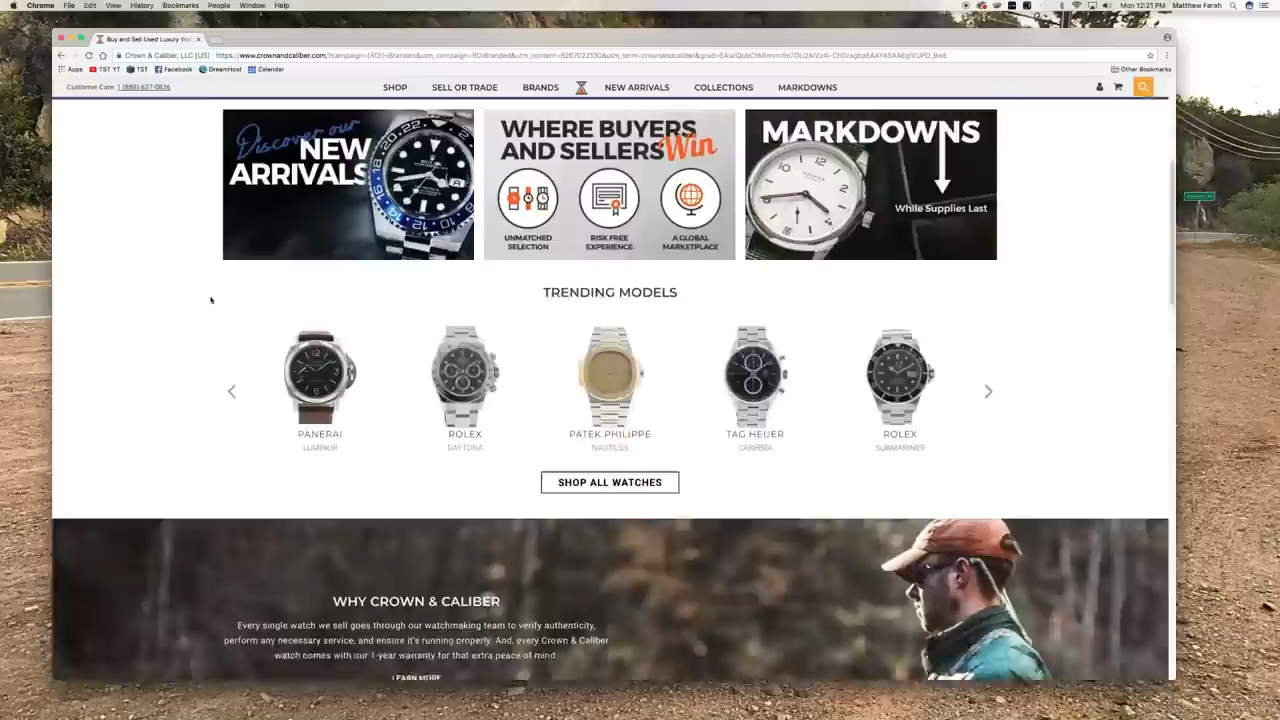 Chrome File Edit View History Bookmarks People Window Help
Mon 12:21 PM Matthew Farah
Buy and Sell Used Luxury Wat
Crown & Caliber, LLC [US]
Apps TST YT TST Facebook DreamHost Calendar Other Bookmarks
Customer Care: 1 (888) 627-0836
SHOP SELL OR TRADE BRANDS NEW ARRIVALS COLLECTIONS MARKDOWNS
Discover our
NEW
ARRIVALS
WHERE BUYERS
AND SELLERS Win
UNMATCHED
SELECTION
RISK FREE
EXPERIENCE
A GLOBAL
MARKETPLACE
MARKDOWNS
While Supplies Last
TRENDING MODELS
PANERAI
LUMINOR
ROLEX
DAYTONA
PATEK PHILIPPE
NAUTILUS
TAG HEUER
CARRERA
ROLEX
SUBMARINER
SHOP ALL WATCHES
WHY CROWN & CALIBER
Every single watch we sell goes through our watchmaking team to verify authenticity,
perform any necessary service, and ensure it's running properly. And, every Crown & Caliber
watch comes with our 1-year warranty for that extra peace of mind.
LEARN MORE